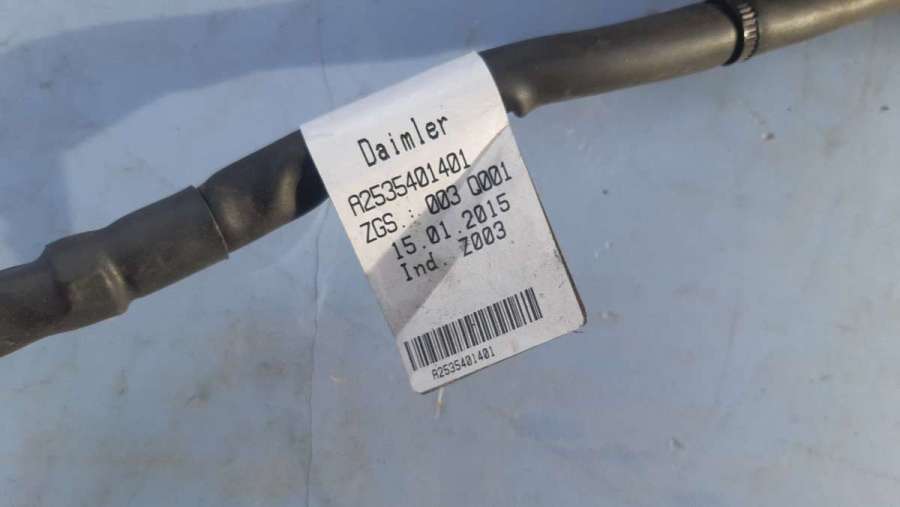 Daimler
A2535401401
ZGS.: 003 Q001
15.01.2015
Ind. Z003
A2535401401